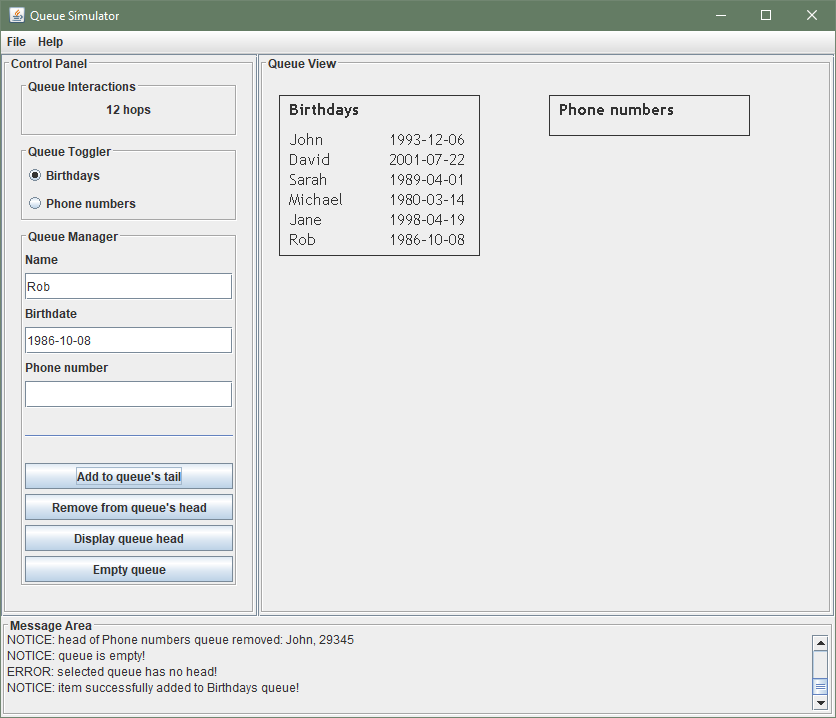 Queue Simulator
File Help
Control Panel
Queue Interactions
12 hops
Queue Toggler
Birthdays
Phone numbers
Queue Manager
Name
Rob
Birthdate
1986-10-08
Phone number
Add to queue's tail
Remove from queue's head
Display queue head
Empty queue
Queue View
Birthdays
John 1993-12-06
David 2001-07-22
Sarah 1989-04-01
Michael 1980-03-14
Jane 1998-04-19
Rob 1986-10-08
Phone numbers
Message Area
NOTICE: head of Phone numbers queue removed: John, 29345
NOTICE: queue is empty!
ERROR: selected queue has no head!
NOTICE: item successfully added to Birthdays queue!